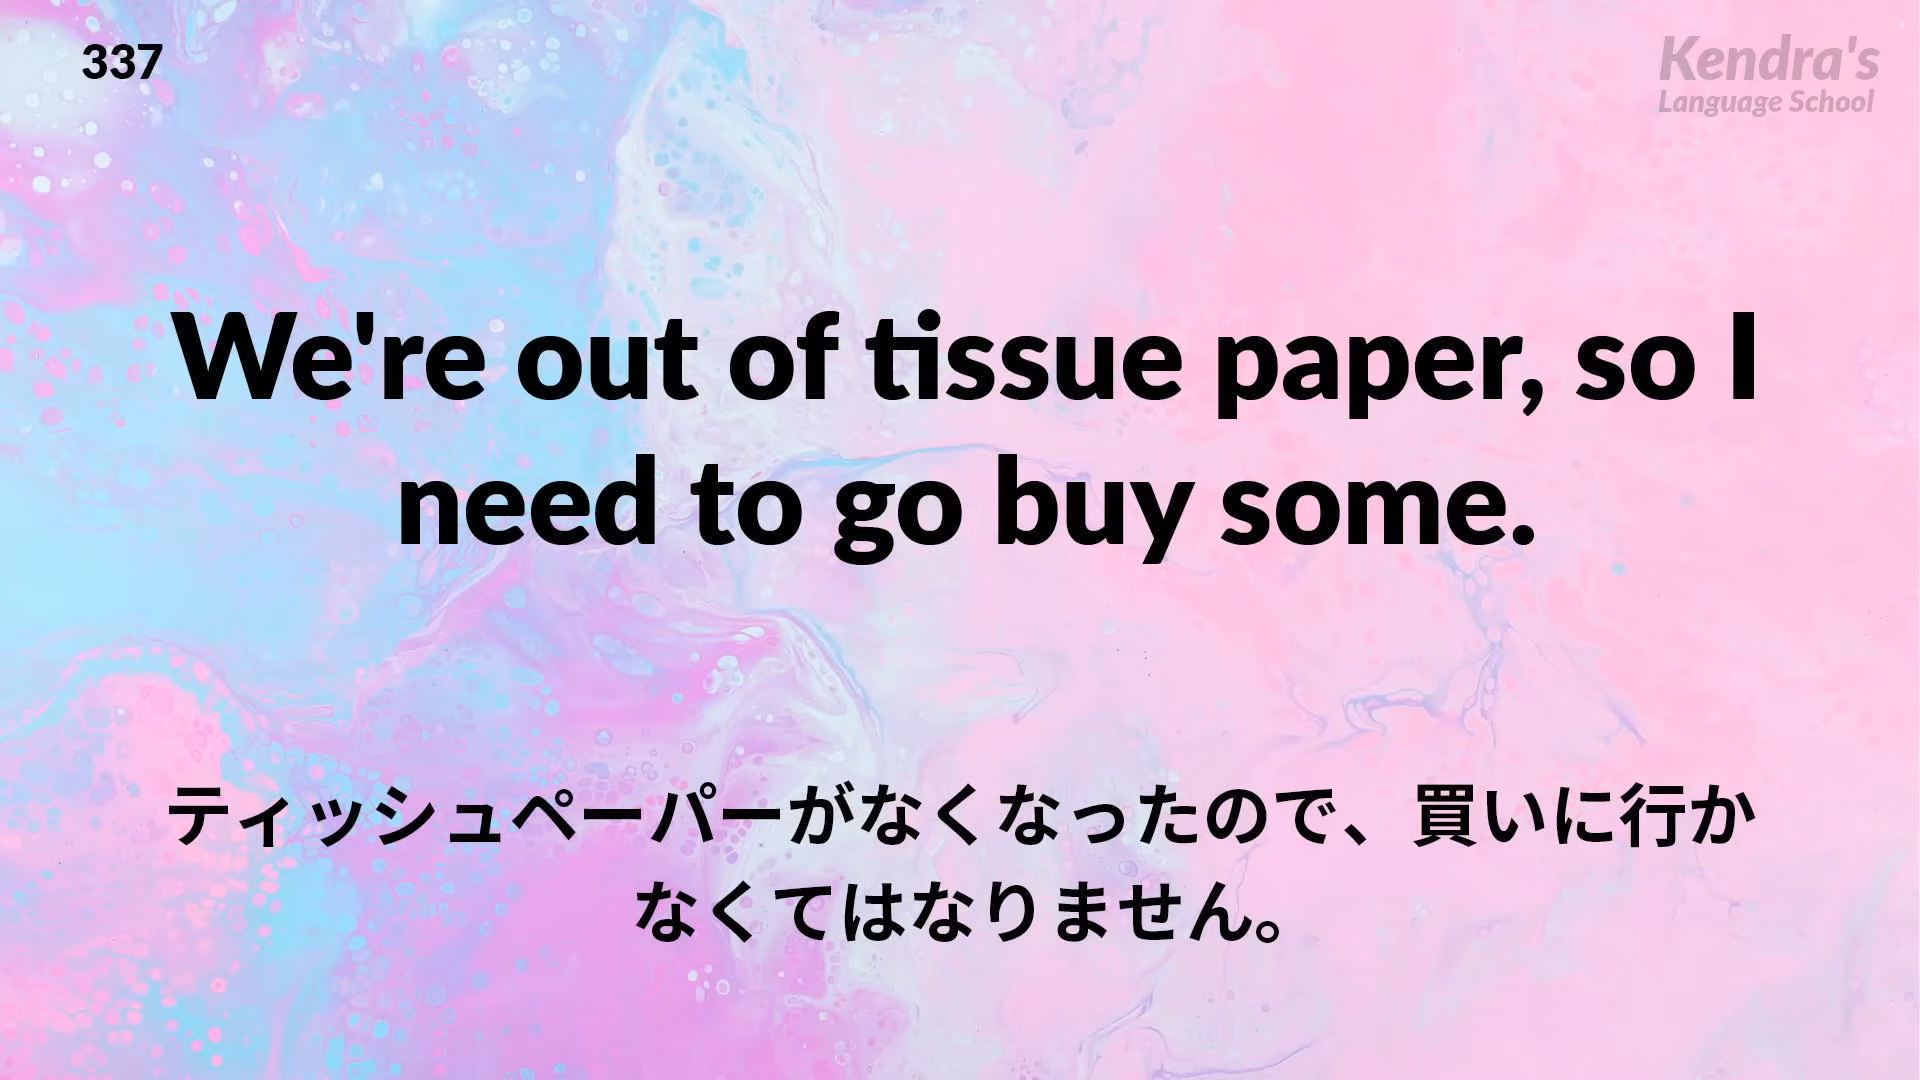 337
Kendra's
Language School
We're out of tissue paper, so I
need to go buy some.
ティッシュペーパーがなくなったので、買いに行か
なくてはなりません。